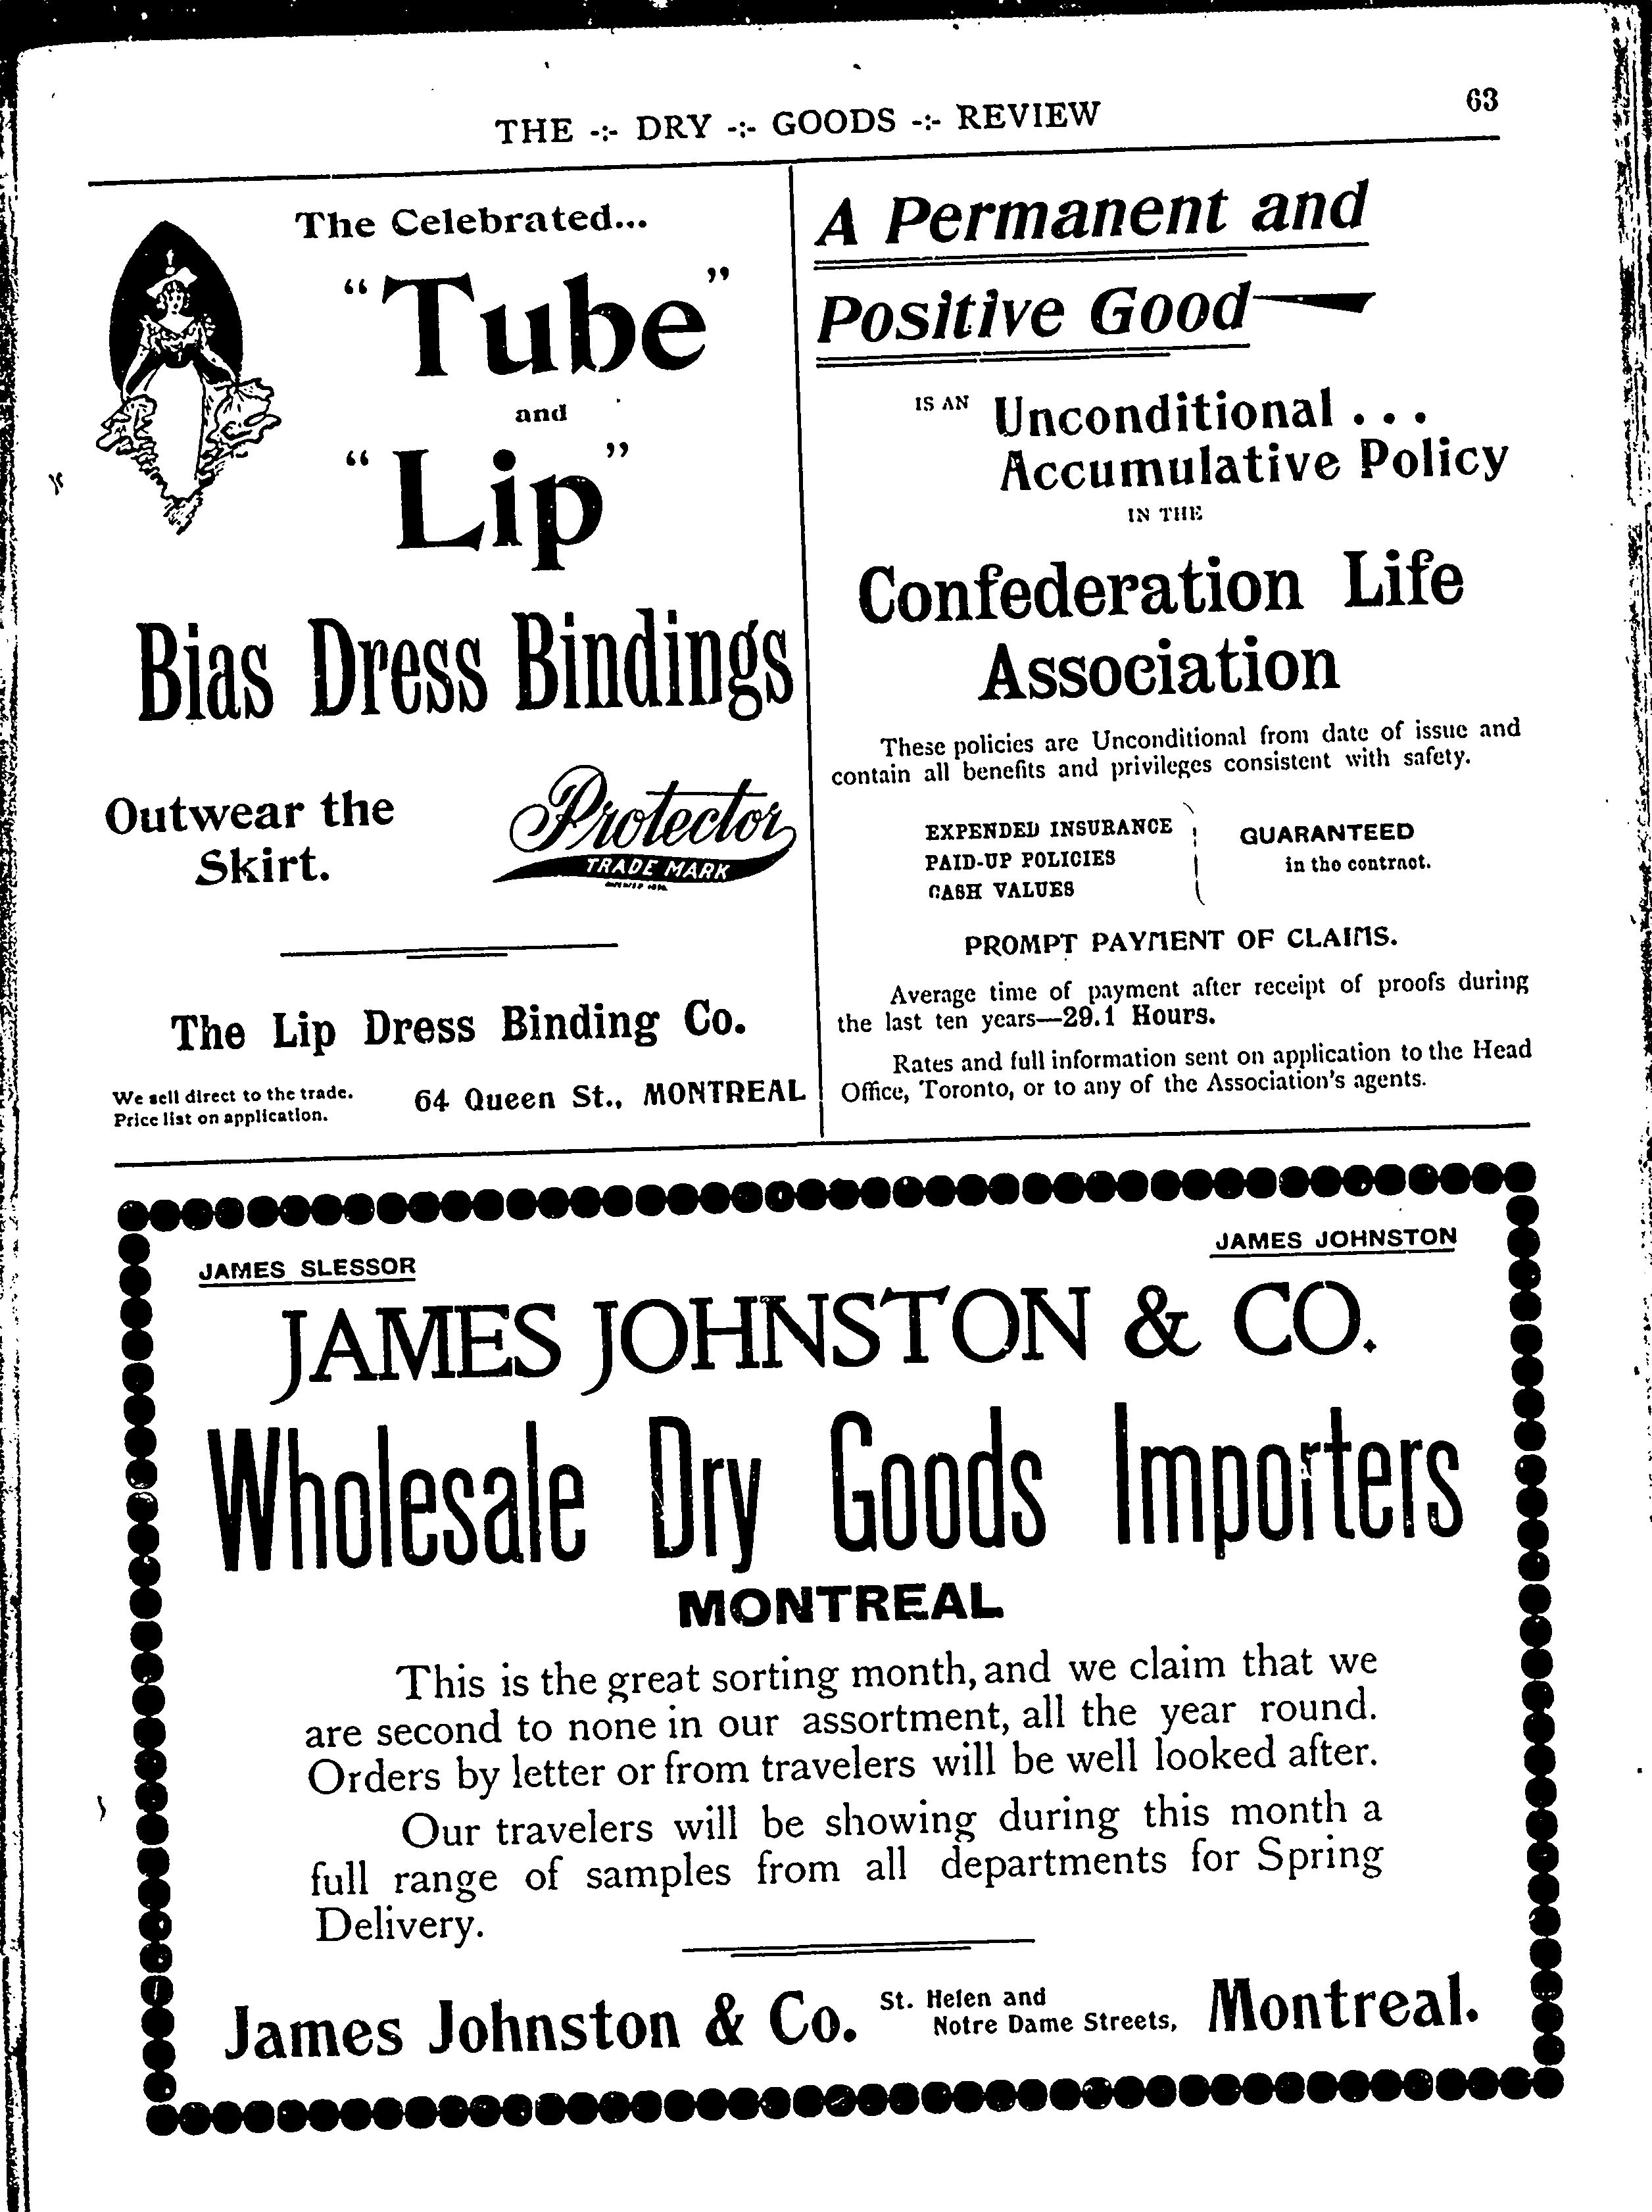 THE -:- DRY -:- GOODS -:- REVIEW
63
The Celebrated...
"Tube"
and
"Lip"
Bias Dress Bindings
Outwear the
Skirt.
Protector
TRADE MARK
The Lip Dress Binding Co.
We sell direct to the trade.
Price list on application.
64 Queen St., MONTREAL
A Permanent and
Positive Good
IS AN
Unconditional . . .
Accumulative Policy
IN THE
Confederation Life
Association
These policies are Unconditional from date of issue and
contain all benefits and privileges consistent with safety.
EXPENDED INSURANCE
PAID-UP POLICIES
CASH VALUES
GUARANTEED
in the contract.
PROMPT PAYMENT OF CLAIMS.
Average time of payment after receipt of proofs during
the last ten years—29.1 Hours.
Rates and full information sent on application to the Head
Office, Toronto, or to any of the Association's agents.
JAMES SLESSOR
JAMES JOHNSTON
JAMES JOHNSTON & CO.
Wholesale Dry Goods Importers
MONTREAL
This is the great sorting month, and we claim that we
are second to none in our assortment, all the year round.
Orders by letter or from travelers will be well looked after.
Our travelers will be showing during this month a
full range of samples from all departments for Spring
Delivery.
James Johnston & Co.
St. Helen and
Notre Dame Streets,
Montreal.